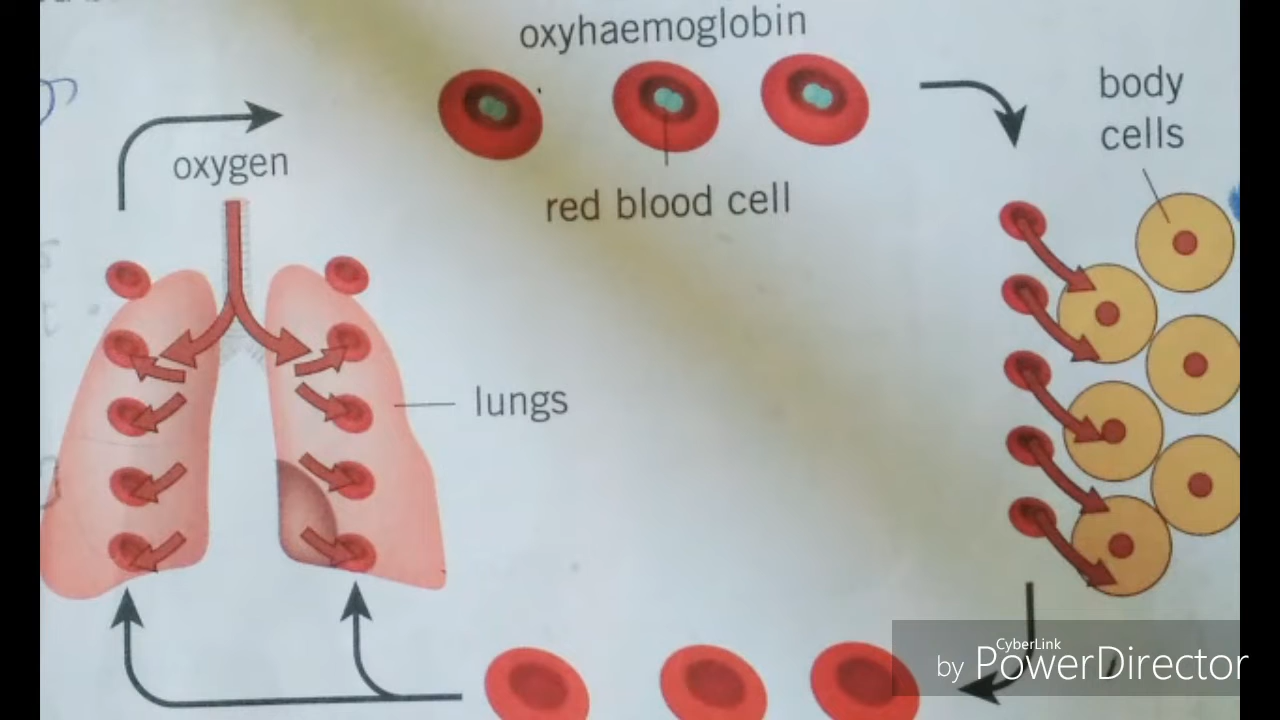 oxyhaemoglobin
body
cells
oxygen
red blood cell
lungs
CyberLink
by PowerDirector